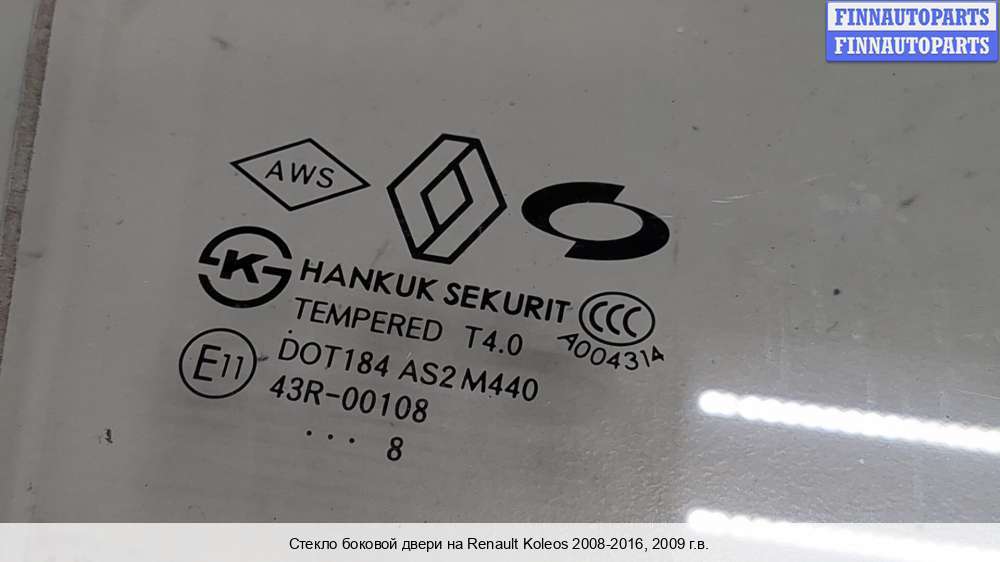 FINNAUTOPARTS
FINNAUTOPARTS
AWS
K
HANKUK SEKURIT
CCC
TEMPERED T4.0
A004314
E11
DOT184 AS2 M440
43R-00108
... 8
Стекло боковой двери на Renault Koleos 2008-2016, 2009 г.в.